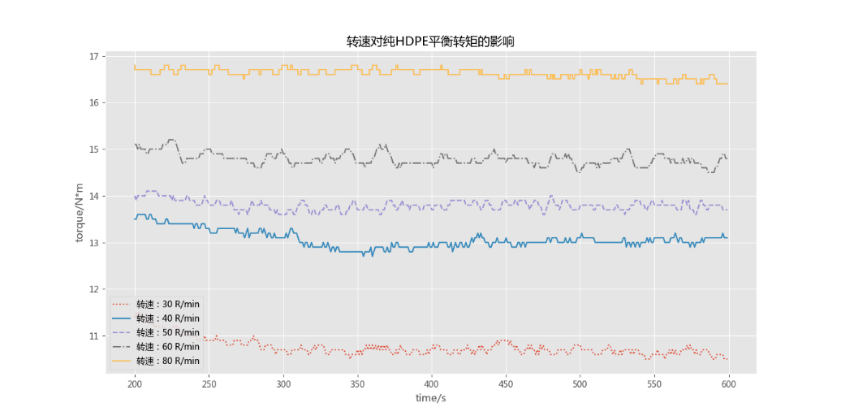 转速对纯HDPE平衡转矩的影响
torque/N*m
17
16
15
14
13
12
11
转速 : 30 R/min
转速 : 40 R/min
转速 : 50 R/min
转速 : 60 R/min
转速 : 80 R/min
200 250 300 350 400 450 500 550 600
time/s